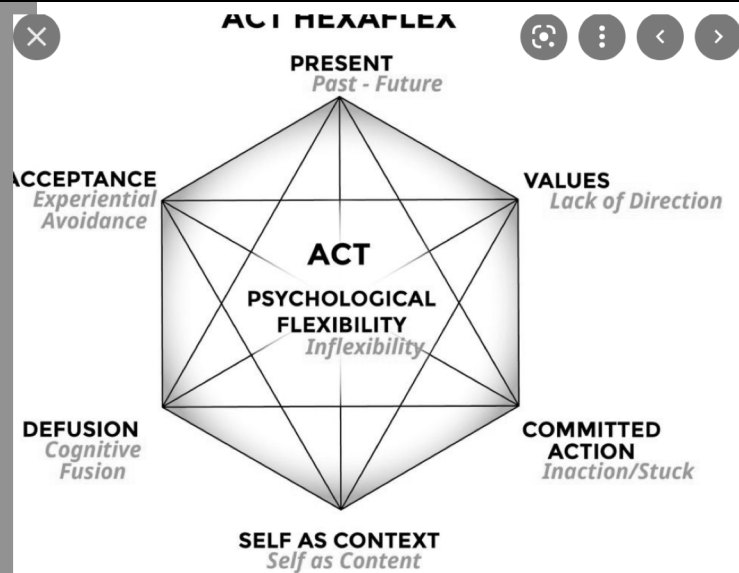 ACT HEXAFLEX
PRESENT
Past - Future
ACCEPTANCE
Experiential
Avoidance
VALUES
Lack of Direction
ACT
PSYCHOLOGICAL
FLEXIBILITY
Inflexibility
DEFUSION
Cognitive
Fusion
COMMITTED
ACTION
Inaction/Stuck
SELF AS CONTEXT
Self as Content